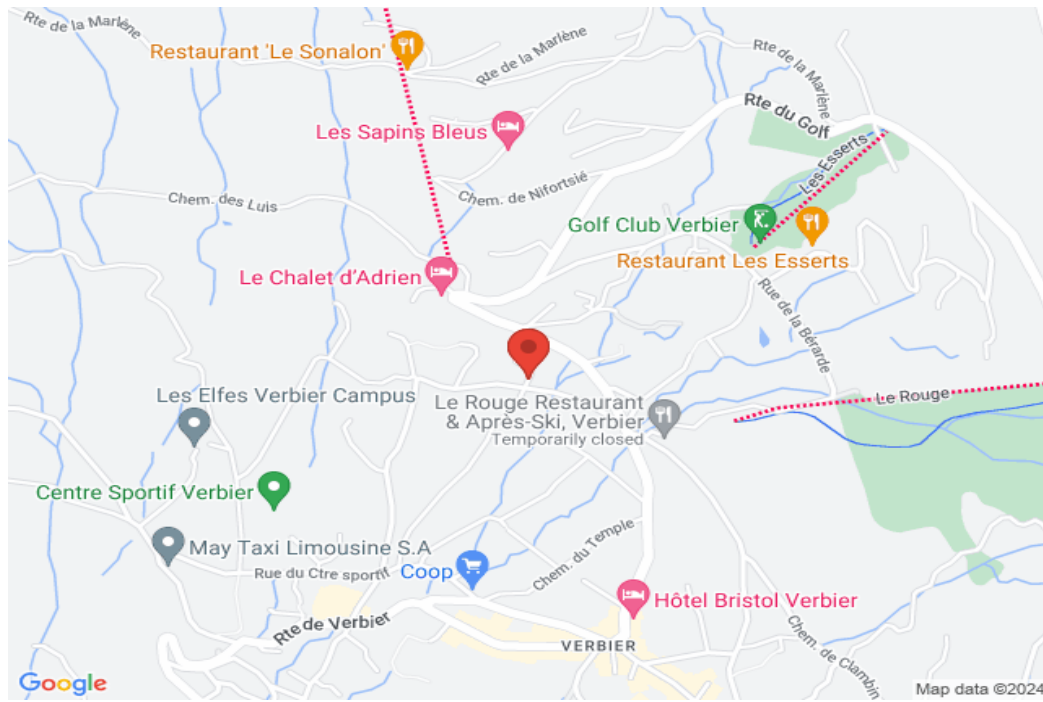 Rte de la Marlène
Restaurant 'Le Sonalon'
Rte de la Marlène
Rte de la Marlène
Rte du Golf
Les Sapins Bleus
Les Esserts
Chem. des Luis
Chem. de Nifortsié
Golf Club Verbier
Restaurant Les Esserts
Le Chalet d'Adrien
Rue de la Bérarde
Les Elfes Verbier Campus
Le Rouge Restaurant
& Après-Ski, Verbier
Temporarily closed
Le Rouge
Centre Sportif Verbier
May Taxi Limousine S.A
Rue du Ctre sportif
Coop
Chem. du Temple
Hôtel Bristol Verbier
Rte de Verbier
VERBIER
Chem. de Clambin
Google
Map data ©2024